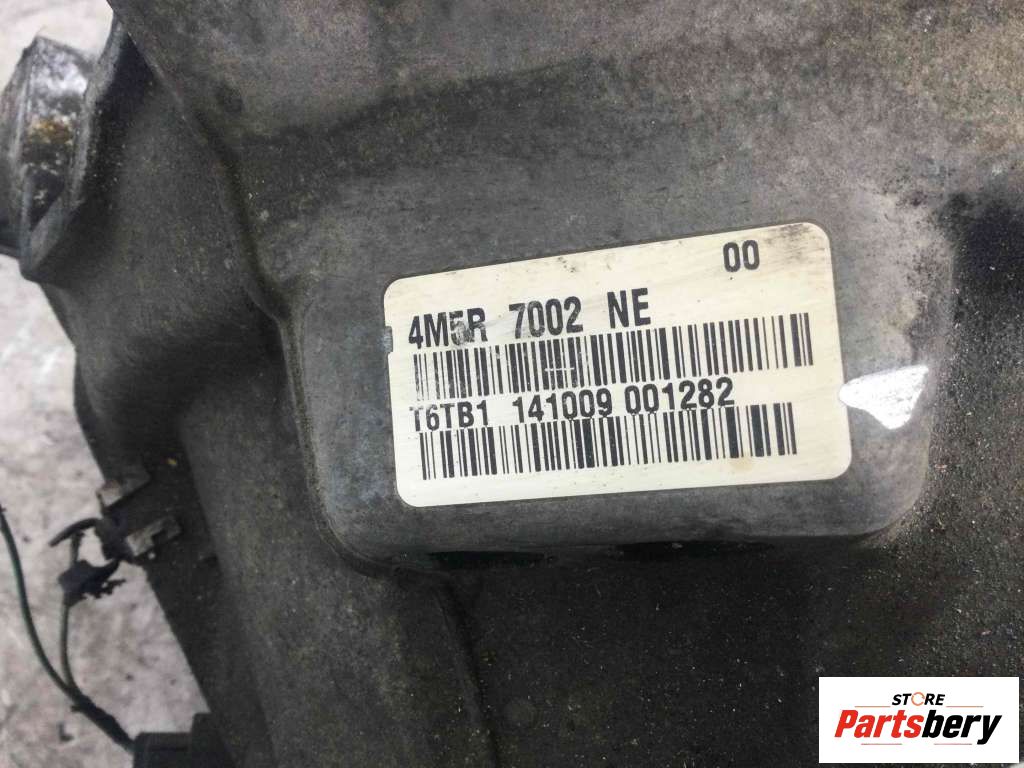 00
4M5R 7002 NE
T6TB1 141009 001282
STORE
Partsbery